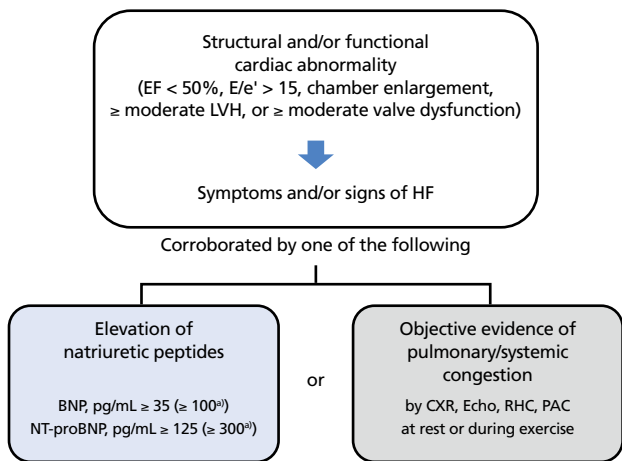 Structural and/or functional
cardiac abnormality
(EF < 50%, E/e' > 15, chamber enlargement,
≥ moderate LVH, or ≥ moderate valve dysfunction)
Symptoms and/or signs of HF
Corroborated by one of the following
Elevation of
natriuretic peptides
BNP, pg/mL ≥ 35 (≥ 100ᵃ⁾)
NT-proBNP, pg/mL ≥ 125 (≥ 300ᵃ⁾)
or
Objective evidence of
pulmonary/systemic
congestion
by CXR, Echo, RHC, PAC
at rest or during exercise